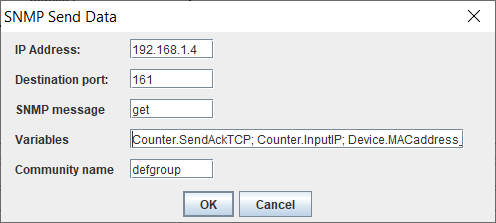 SNMP Send Data
IP Address: 192.168.1.4
Destination port: 161
SNMP message get
Variables Counter.SendAckTCP; Counter.InputIP; Device.MACaddress_
Community name defgroup
OK Cancel